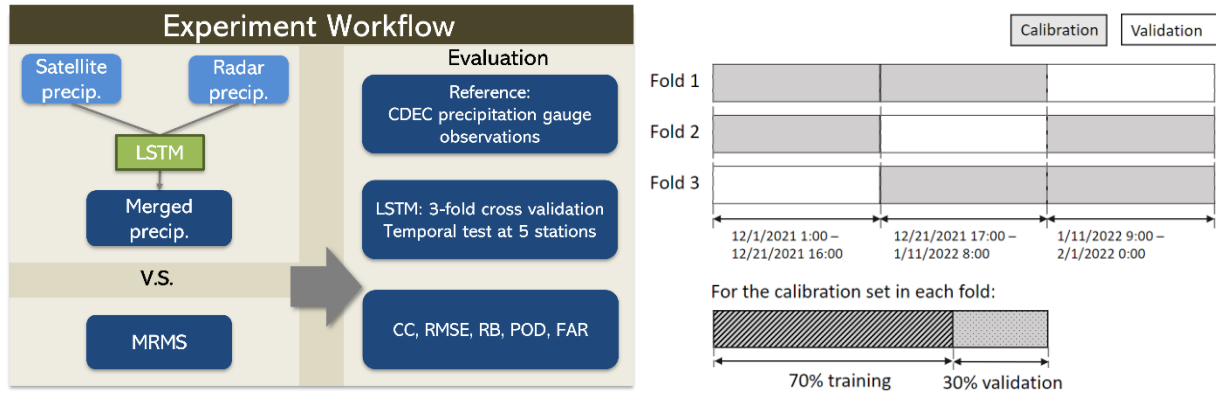 Experiment Workflow
Satellite
precip.
Radar
precip.
LSTM
Merged
precip.
V.S.
MRMS
Evaluation
Reference:
CDEC precipitation gauge
observations
LSTM: 3-fold cross validation
Temporal test at 5 stations
CC, RMSE, RB, POD, FAR
Calibration
Validation
Fold 1
Fold 2
Fold 3
12/1/2021 1:00 –
12/21/2021 16:00
12/21/2021 17:00 –
1/11/2022 8:00
1/11/2022 9:00 –
2/1/2022 0:00
For the calibration set in each fold:
70% training
30% validation